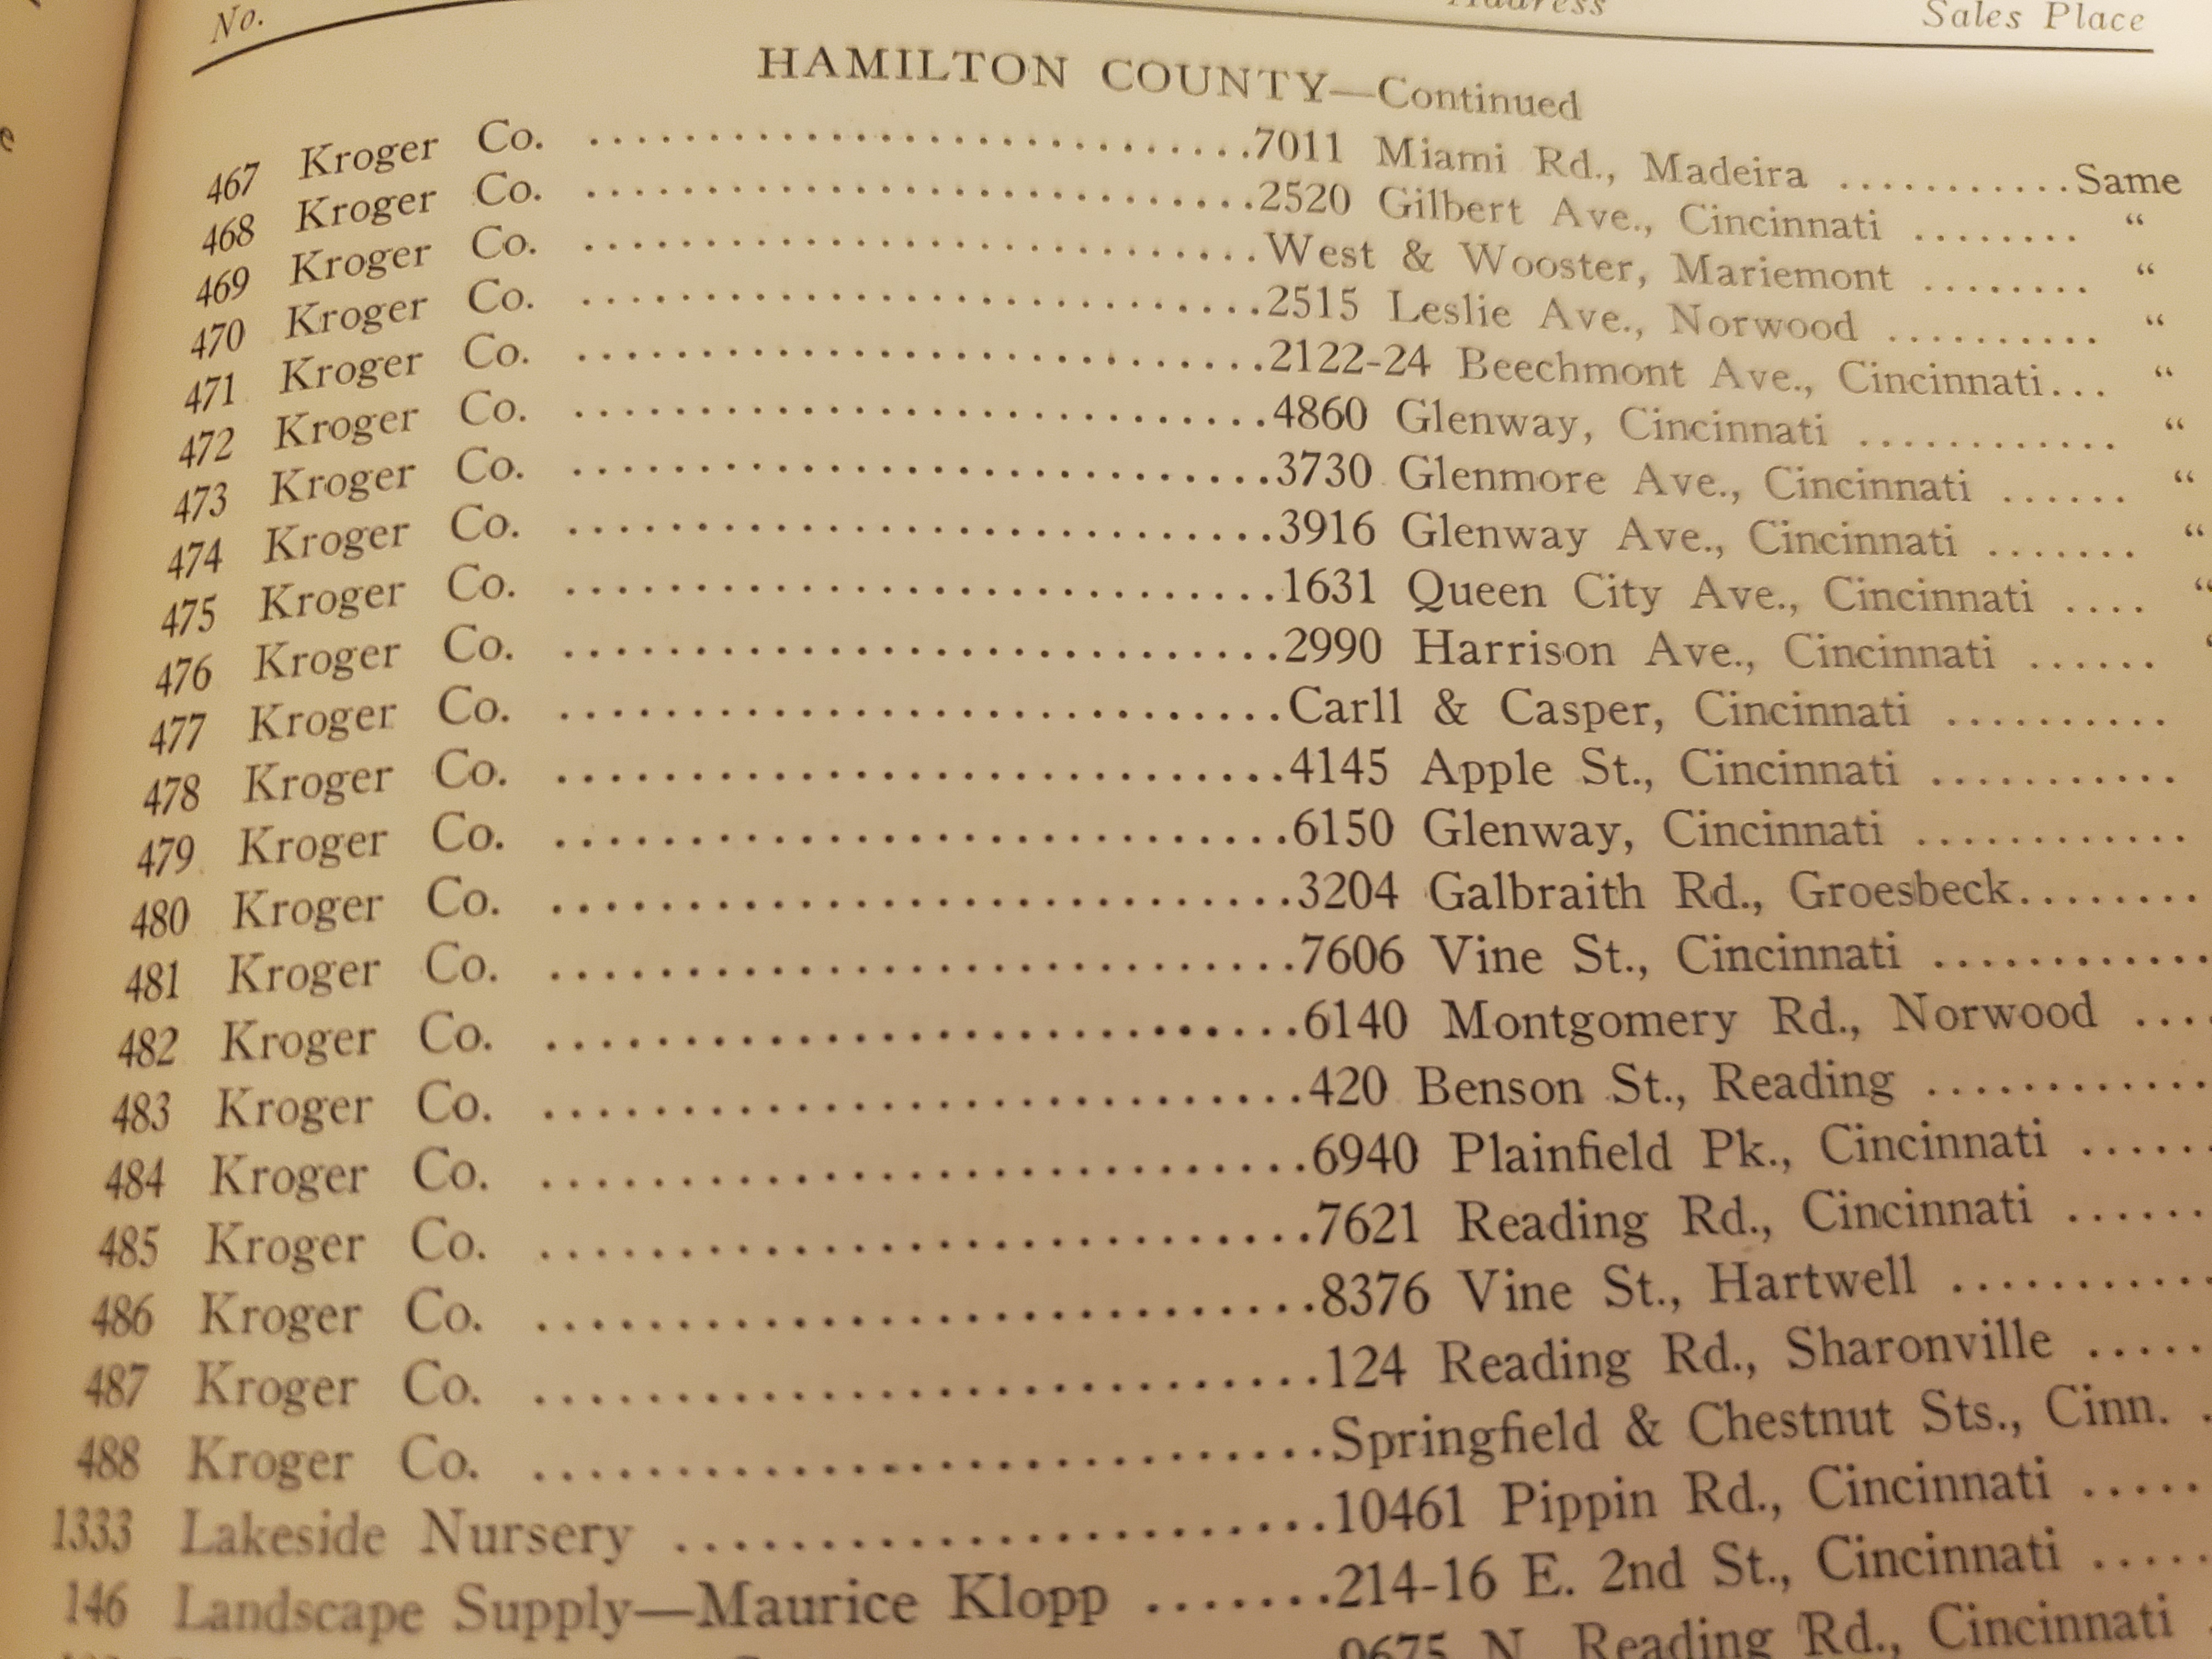 No. Address Sales Place
HAMILTON COUNTY—Continued
467 Kroger Co. ..............................7011 Miami Rd., Madeira ............Same
468 Kroger Co. ..............................2520 Gilbert Ave., Cincinnati ........ “
469 Kroger Co. ..............................West & Wooster, Mariemont ........ “
470 Kroger Co. ..............................2515 Leslie Ave., Norwood .......... “
471 Kroger Co. ..............................2122-24 Beechmont Ave., Cincinnati... “
472 Kroger Co. ..............................4860 Glenway, Cincinnati ............ “
473 Kroger Co. ..............................3730 Glenmore Ave., Cincinnati ...... “
474 Kroger Co. ..............................3916 Glenway Ave., Cincinnati ....... “
475 Kroger Co. ..............................1631 Queen City Ave., Cincinnati .... “
476 Kroger Co. ..............................2990 Harrison Ave., Cincinnati ...... “
477 Kroger Co. ..............................Carll & Casper, Cincinnati ..........
478 Kroger Co. ..............................4145 Apple St., Cincinnati ...........
479 Kroger Co. ..............................6150 Glenway, Cincinnati ............
480 Kroger Co. ..............................3204 Galbraith Rd., Groesbeck........
481 Kroger Co. ..............................7606 Vine St., Cincinnati ............
482 Kroger Co. ..............................6140 Montgomery Rd., Norwood ....
483 Kroger Co. ..............................420 Benson St., Reading ............
484 Kroger Co. ..............................6940 Plainfield Pk., Cincinnati ......
485 Kroger Co. ..............................7621 Reading Rd., Cincinnati ......
486 Kroger Co. ..............................8376 Vine St., Hartwell ............
487 Kroger Co. ..............................124 Reading Rd., Sharonville ......
488 Kroger Co. ..............................Springfield & Chestnut Sts., Cinn. .
1333 Lakeside Nursery .........................10461 Pippin Rd., Cincinnati .....
146 Landscape Supply—Maurice Klopp .......214-16 E. 2nd St., Cincinnati .....
N. Reading Rd., Cincinnati